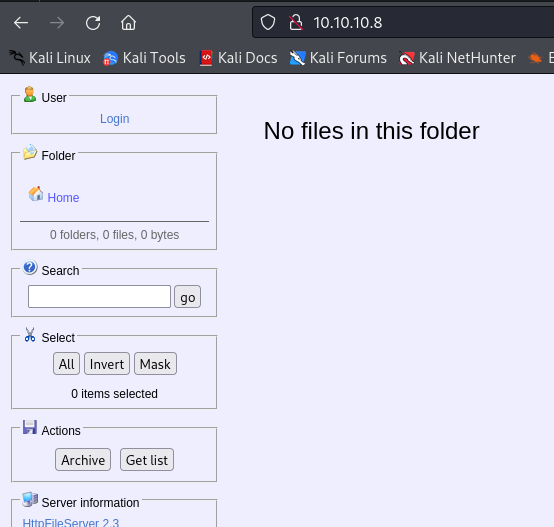 10.10.10.8
Kali Linux Kali Tools Kali Docs Kali Forums Kali NetHunter
User
Login
No files in this folder
Folder
Home
0 folders, 0 files, 0 bytes
Search
go
Select
All Invert Mask
0 items selected
Actions
Archive Get list
Server information
HttpFileServer 2.3